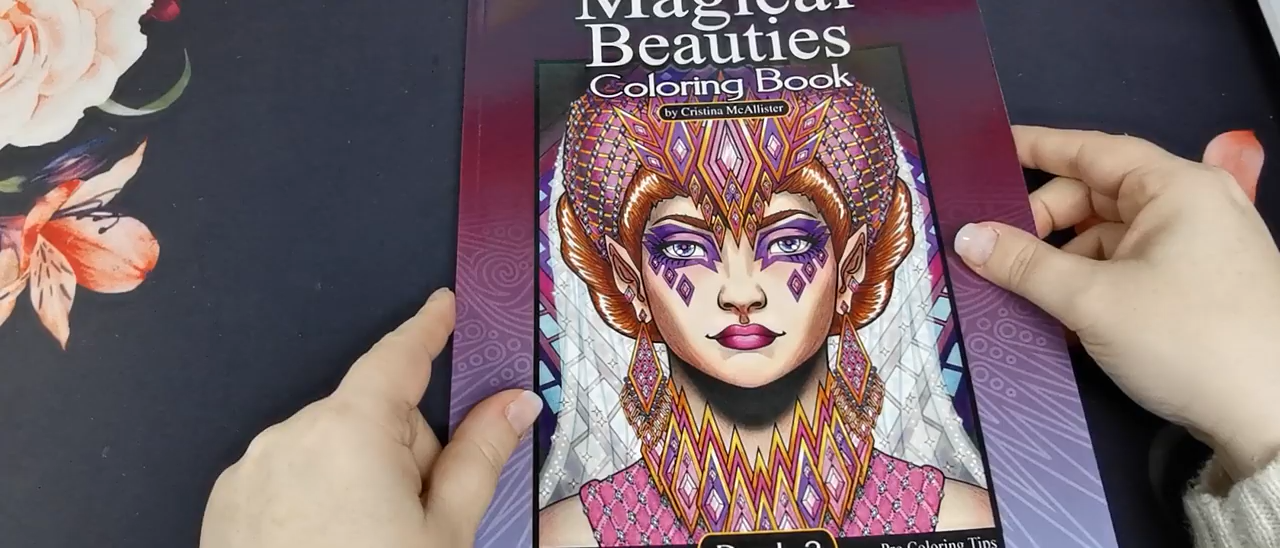 Magical
Beauties
Coloring Book
by Cristina McAllister
Pro Coloring Tips